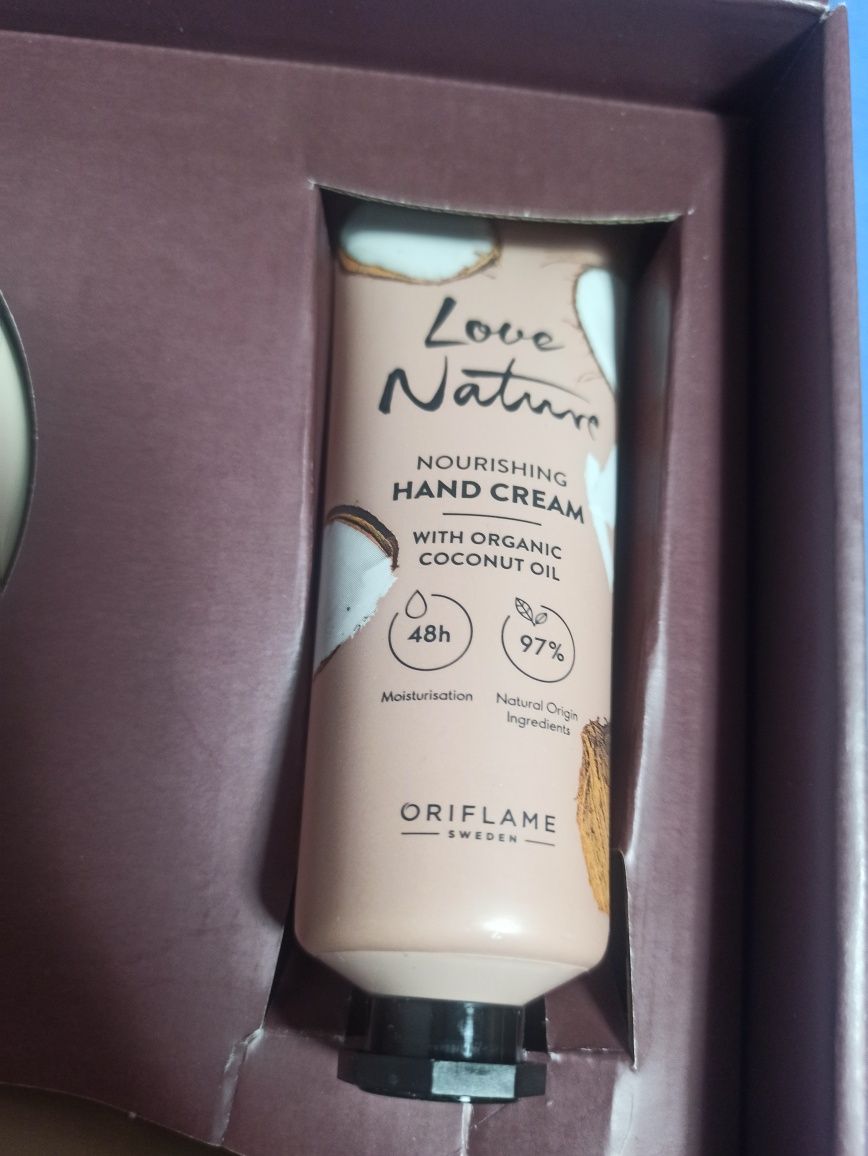 Love
Nature
NOURISHING
HAND CREAM
WITH ORGANIC
COCONUT OIL
48h
Moisturisation
97%
Natural Origin
Ingredients
ORIFLAME
SWEDEN